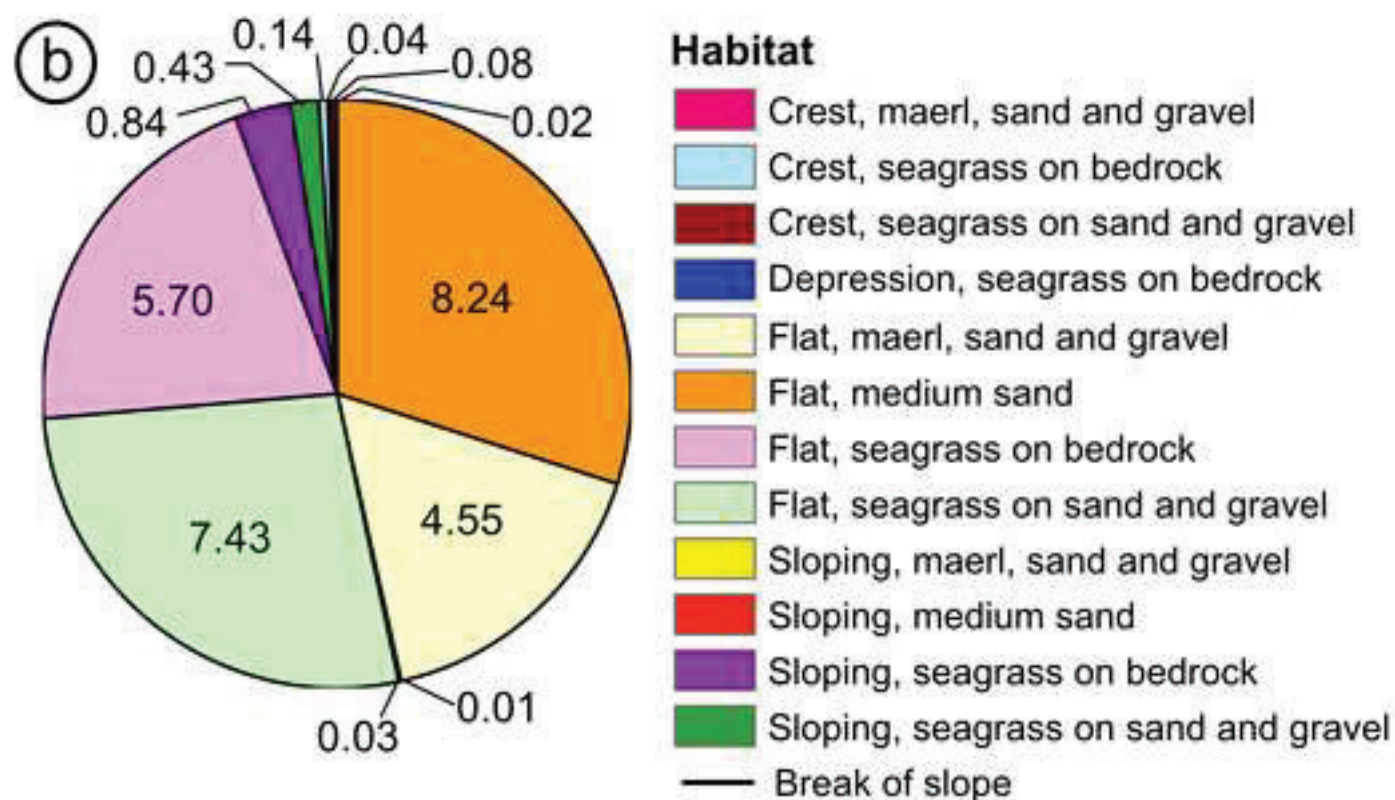 b
0.14
0.04
0.43
0.08
0.84
0.02
5.70
8.24
7.43
4.55
0.01
0.03
Habitat
Crest, maerl, sand and gravel
Crest, seagrass on bedrock
Crest, seagrass on sand and gravel
Depression, seagrass on bedrock
Flat, maerl, sand and gravel
Flat, medium sand
Flat, seagrass on bedrock
Flat, seagrass on sand and gravel
Sloping, maerl, sand and gravel
Sloping, medium sand
Sloping, seagrass on bedrock
Sloping, seagrass on sand and gravel
Break of slope